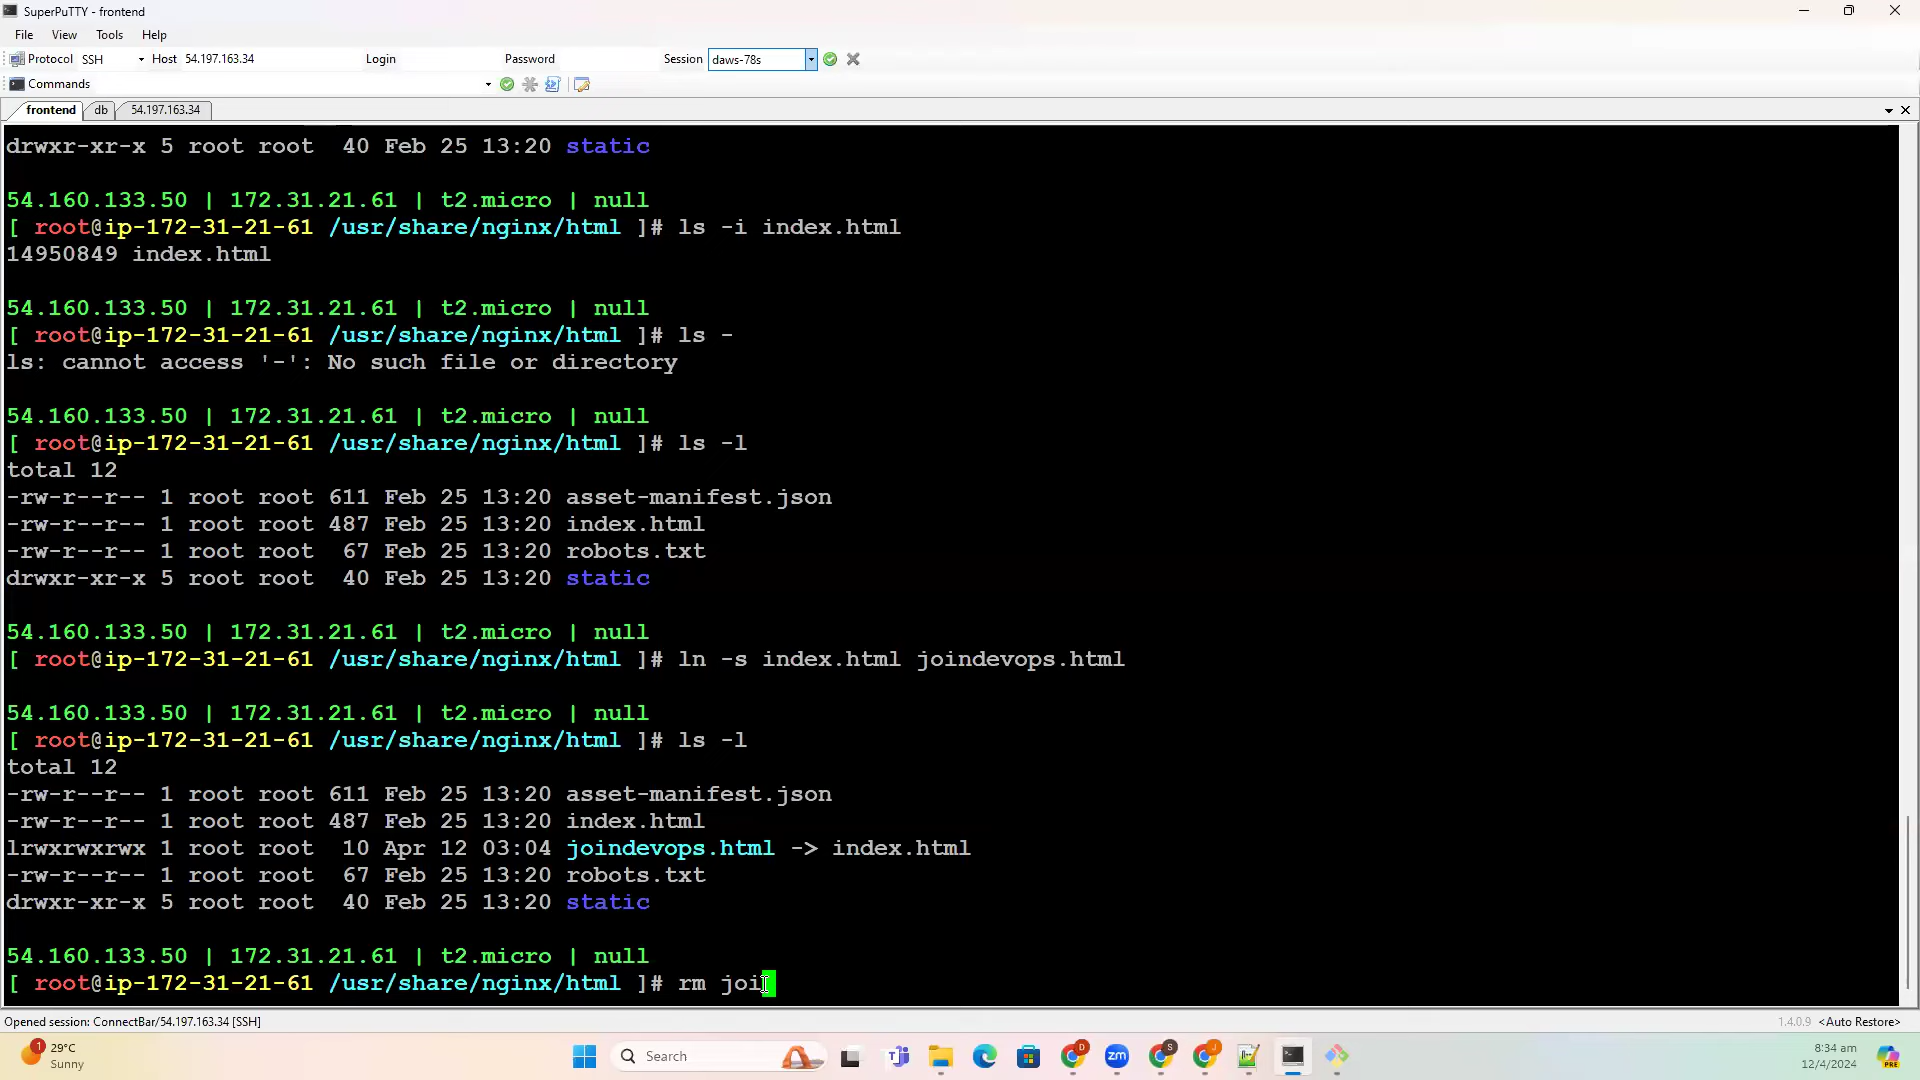 SuperPuTTY - frontend
File View Tools Help
Protocol SSH Host 54.197.163.34 Login Password Session daws-78s
Commands
frontend db 54.197.163.34
drwxr-xr-x 5 root root  40 Feb 25 13:20 static
54.160.133.50 | 172.31.21.61 | t2.micro | null
[ root@ip-172-31-21-61 /usr/share/nginx/html ]# ls -i index.html
14950849 index.html
54.160.133.50 | 172.31.21.61 | t2.micro | null
[ root@ip-172-31-21-61 /usr/share/nginx/html ]# ls -
ls: cannot access '-': No such file or directory
54.160.133.50 | 172.31.21.61 | t2.micro | null
[ root@ip-172-31-21-61 /usr/share/nginx/html ]# ls -l
total 12
-rw-r--r-- 1 root root 611 Feb 25 13:20 asset-manifest.json
-rw-r--r-- 1 root root 487 Feb 25 13:20 index.html
-rw-r--r-- 1 root root  67 Feb 25 13:20 robots.txt
drwxr-xr-x 5 root root  40 Feb 25 13:20 static
54.160.133.50 | 172.31.21.61 | t2.micro | null
[ root@ip-172-31-21-61 /usr/share/nginx/html ]# ln -s index.html joindevops.html
54.160.133.50 | 172.31.21.61 | t2.micro | null
[ root@ip-172-31-21-61 /usr/share/nginx/html ]# ls -l
total 12
-rw-r--r-- 1 root root 611 Feb 25 13:20 asset-manifest.json
-rw-r--r-- 1 root root 487 Feb 25 13:20 index.html
lrwxrwxrwx 1 root root  10 Apr 12 03:04 joindevops.html -> index.html
-rw-r--r-- 1 root root  67 Feb 25 13:20 robots.txt
drwxr-xr-x 5 root root  40 Feb 25 13:20 static
54.160.133.50 | 172.31.21.61 | t2.micro | null
[ root@ip-172-31-21-61 /usr/share/nginx/html ]# rm joi
Opened session: ConnectBar/54.197.163.34 [SSH] 1.4.0.9 <Auto Restore>
1 29°C
Sunny
Search
D zm S J
PRE
8:34 am
12/4/2024